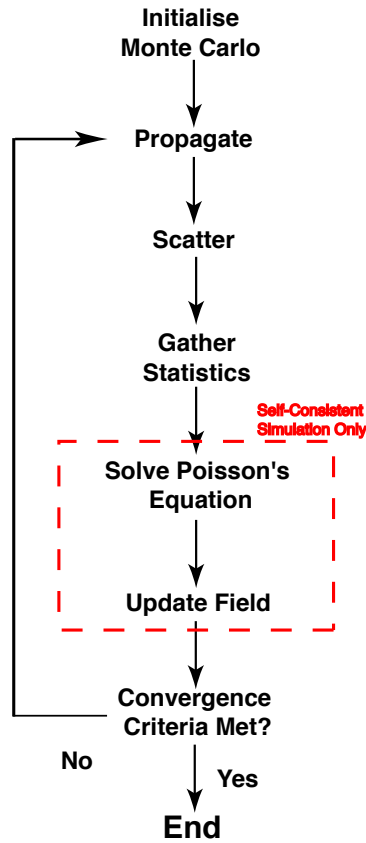 Initialise
Monte Carlo
Propagate
Scatter
Gather
Statistics
Self-Consistent
Simulation Only
Solve Poisson's
Equation
Update Field
Convergence
Criteria Met?
No
Yes
End